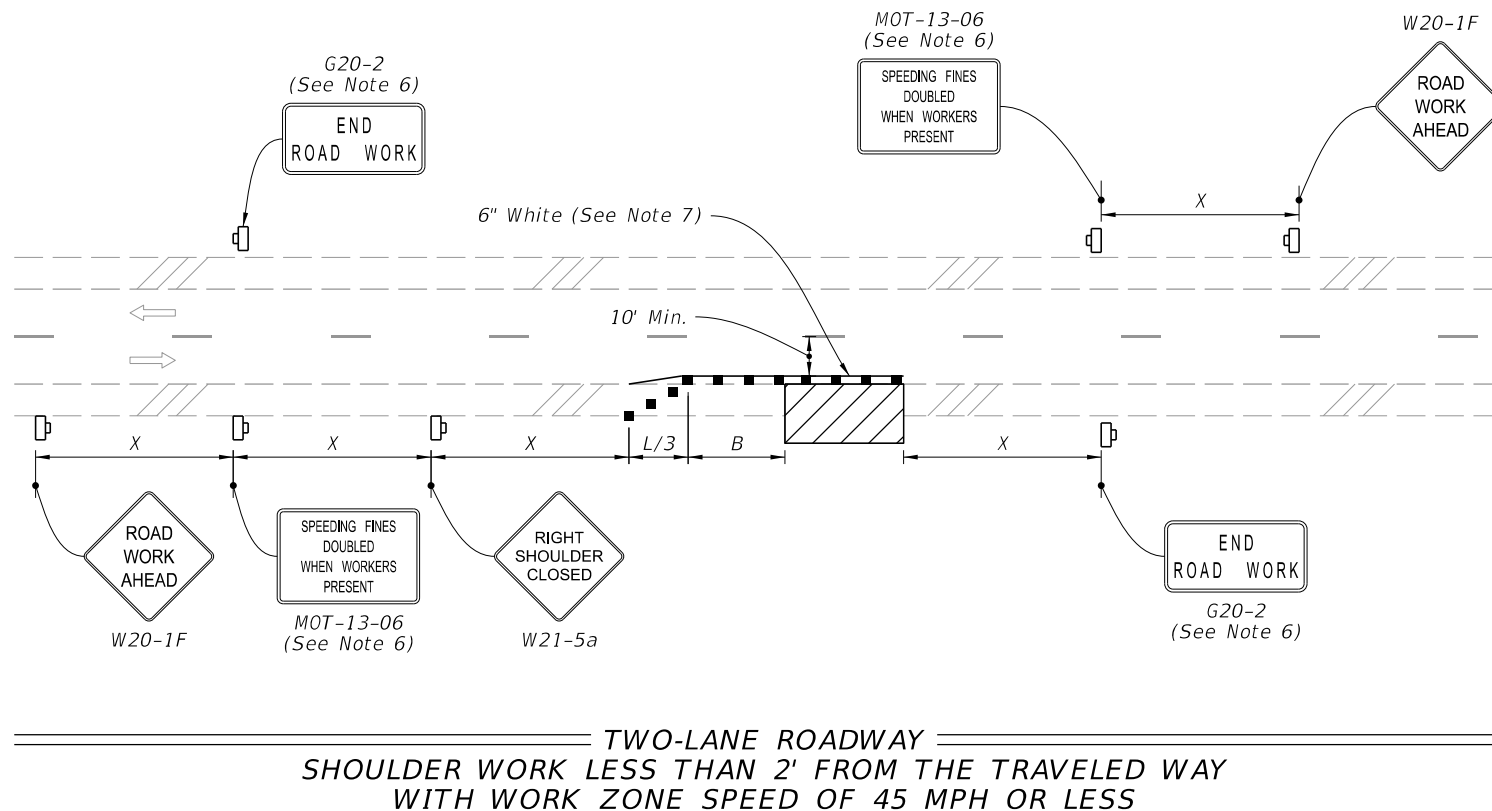 MOT-13-06
(See Note 6)
SPEEDING FINES
DOUBLED
WHEN WORKERS
PRESENT
W20-1F
ROAD
WORK
AHEAD
G20-2
(See Note 6)
END
ROAD WORK
X
6" White (See Note 7)
10' Min.
X
X
X
L/3
B
X
ROAD
WORK
AHEAD
W20-1F
SPEEDING FINES
DOUBLED
WHEN WORKERS
PRESENT
MOT-13-06
(See Note 6)
RIGHT
SHOULDER
CLOSED
W21-5a
END
ROAD WORK
G20-2
(See Note 6)
TWO-LANE ROADWAY
SHOULDER WORK LESS THAN 2' FROM THE TRAVELED WAY
WITH WORK ZONE SPEED OF 45 MPH OR LESS